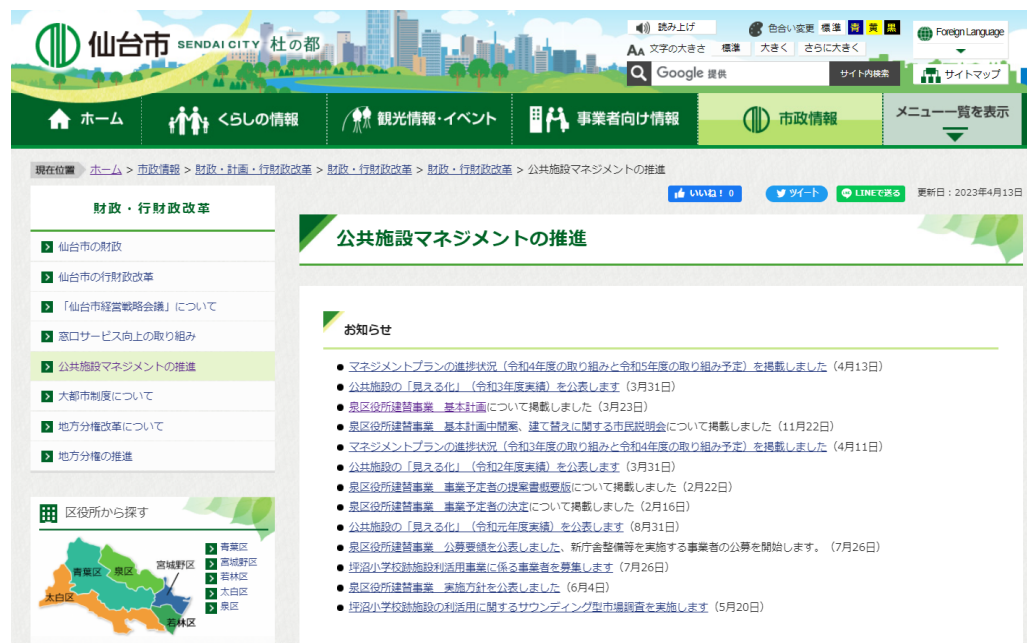 仙台市 SENDAI CITY 杜の都
読み上げ
色合い変更 標準 青 黄 黒
Foreign Language
AA 文字の大きさ 標準 大きく さらに大きく
Google 提供 サイト内検索
サイトマップ
ホーム くらしの情報 観光情報・イベント 事業者向け情報 市政情報 メニュー一覧を表示
現在位置 ホーム > 市政情報 > 財政・計画・行財政改革 > 財政・行財政改革 > 財政・行財政改革 > 公共施設マネジメントの推進
いいね！ 0 ツイート LINEで送る 更新日：2023年4月13日
財政・行財政改革
仙台市の財政
仙台市の行財政改革
「仙台市経営戦略会議」について
窓口サービス向上の取り組み
公共施設マネジメントの推進
大都市制度について
地方分権改革について
地方分権の推進
区役所から探す
青葉区
泉区
宮城野区
太白区
若林区
青葉区
宮城野区
若林区
太白区
泉区
公共施設マネジメントの推進
お知らせ
マネジメントプランの進捗状況（令和4年度の取り組みと令和5年度の取り組み予定）を掲載しました（4月13日）
公共施設の「見える化」（令和3年度実績）を公表します（3月31日）
泉区役所建替事業　基本計画について掲載しました（3月23日）
泉区役所建替事業　基本計画中間案、建て替えに関する市民説明会について掲載しました（11月22日）
マネジメントプランの進捗状況（令和3年度の取り組みと令和4年度の取り組み予定）を掲載しました（4月11日）
公共施設の「見える化」（令和2年度実績）を公表します（3月31日）
泉区役所建替事業　事業予定者の提案書概要版について掲載しました（2月22日）
泉区役所建替事業　事業予定者の決定について掲載しました（2月16日）
公共施設の「見える化」（令和元年度実績）を公表します（8月31日）
泉区役所建替事業　公募要領を公表しました、新庁舎整備等を実施する事業者の公募を開始します。（7月26日）
坪沼小学校跡施設利活用事業に係る事業者を募集します（7月26日）
泉区役所建替事業　実施方針を公表しました（6月4日）
坪沼小学校跡施設の利活用に関するサウンディング型市場調査を実施します（5月20日）